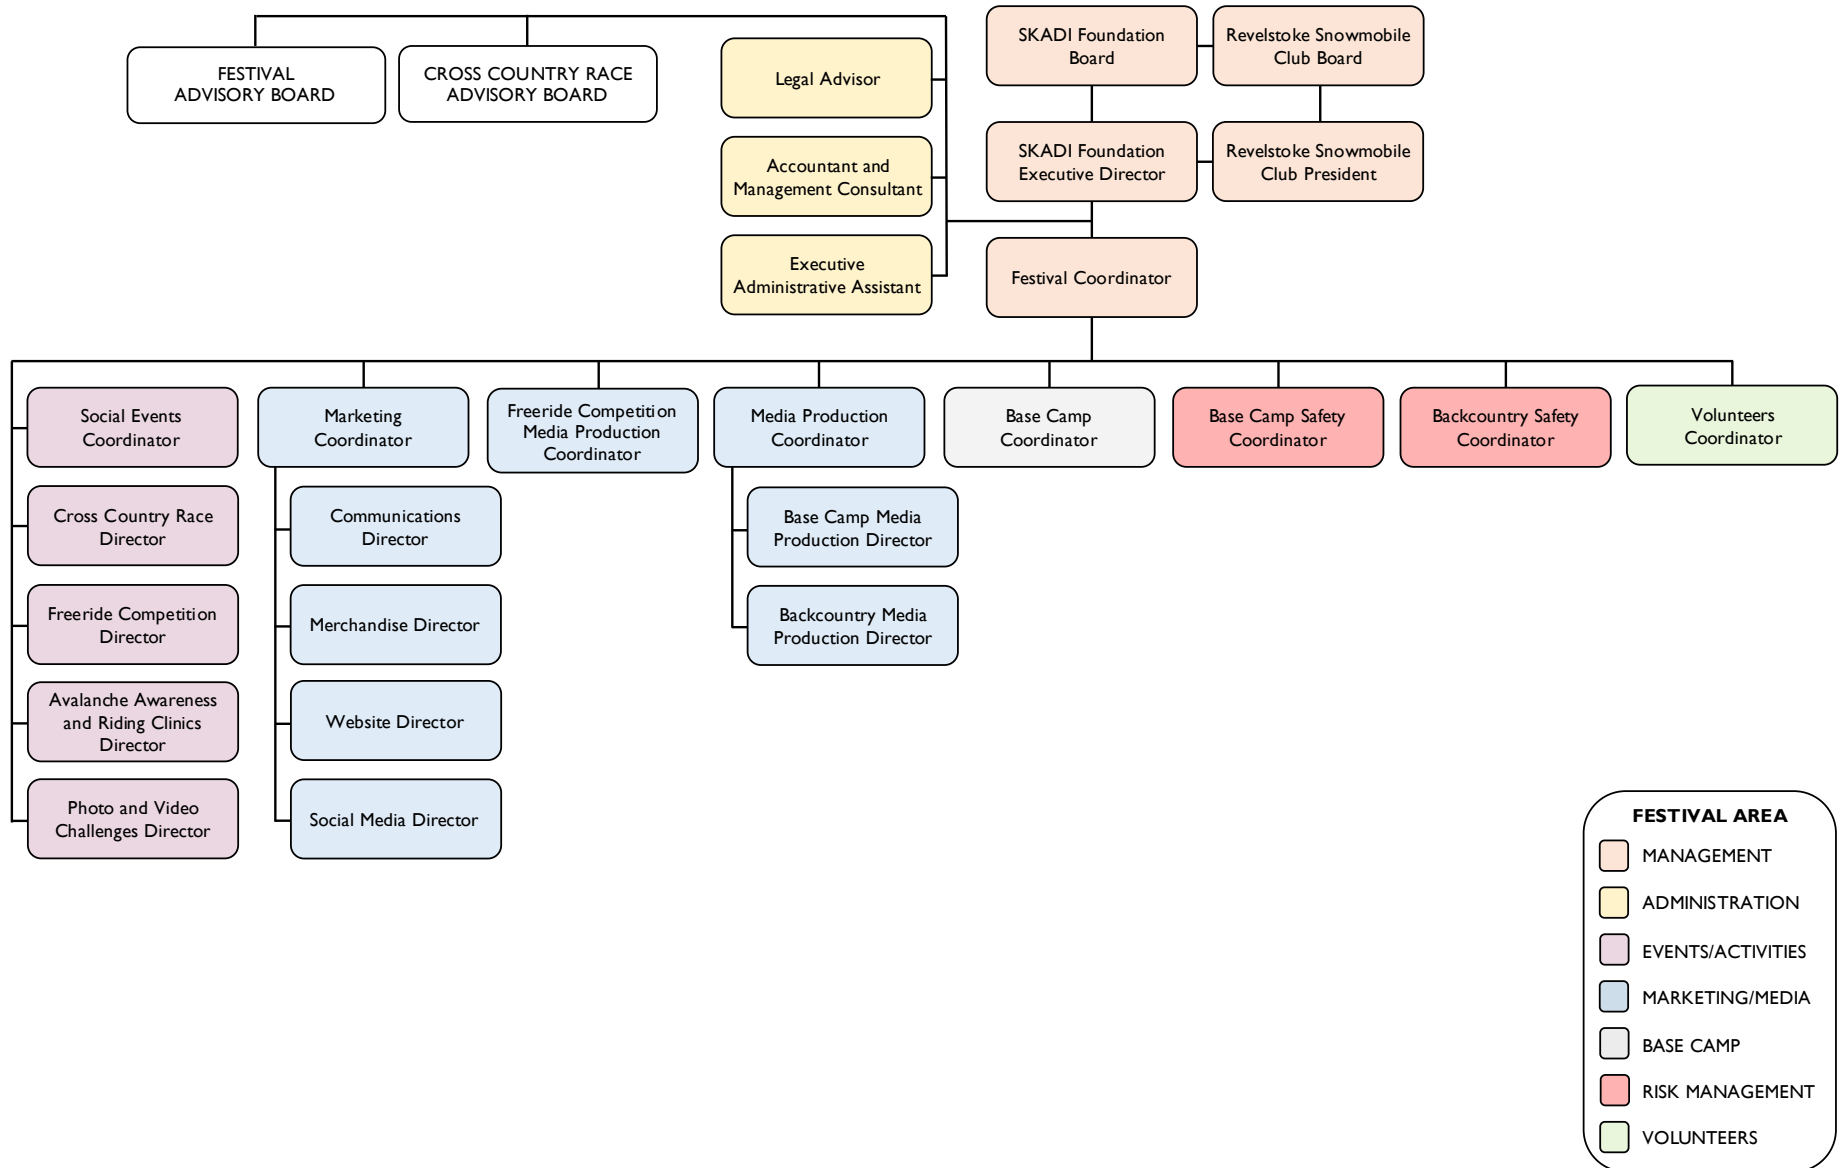 FESTIVAL
ADVISORY BOARD
CROSS COUNTRY RACE
ADVISORY BOARD
Legal Advisor
Accountant and
Management Consultant
Executive
Administrative Assistant
SKADI Foundation
Board
Revelstoke Snowmobile
Club Board
SKADI Foundation
Executive Director
Revelstoke Snowmobile
Club President
Festival Coordinator
Social Events
Coordinator
Cross Country Race
Director
Freeride Competition
Director
Avalanche Awareness
and Riding Clinics
Director
Photo and Video
Challenges Director
Marketing
Coordinator
Communications
Director
Merchandise Director
Website Director
Social Media Director
Freeride Competition
Media Production
Coordinator
Media Production
Coordinator
Base Camp Media
Production Director
Backcountry Media
Production Director
Base Camp
Coordinator
Base Camp Safety
Coordinator
Backcountry Safety
Coordinator
Volunteers
Coordinator
FESTIVAL AREA
MANAGEMENT
ADMINISTRATION
EVENTS/ACTIVITIES
MARKETING/MEDIA
BASE CAMP
RISK MANAGEMENT
VOLUNTEERS